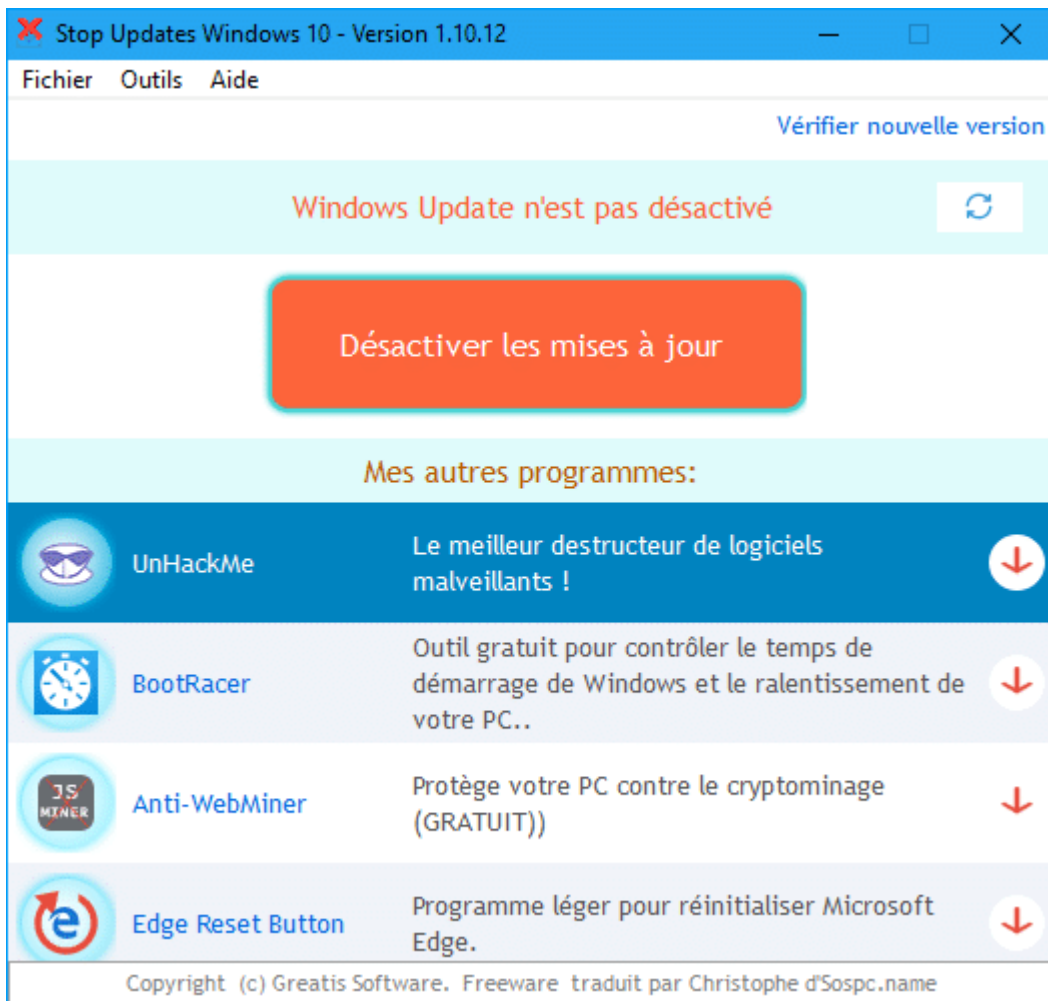 Stop Updates Windows 10 - Version 1.10.12
Fichier Outils Aide
Vérifier nouvelle version
Windows Update n'est pas désactivé
Désactiver les mises à jour
Mes autres programmes:
UnHackMe
Le meilleur destructeur de logiciels
malveillants !
BootRacer
Outil gratuit pour contrôler le temps de
démarrage de Windows et le ralentissement de
votre PC..
JS
MINER
Anti-WebMiner
Protège votre PC contre le cryptominage
(GRATUIT))
Edge Reset Button
Programme léger pour réinitialiser Microsoft
Edge.
Copyright (c) Greatis Software. Freeware traduit par Christophe d'Sospc.name